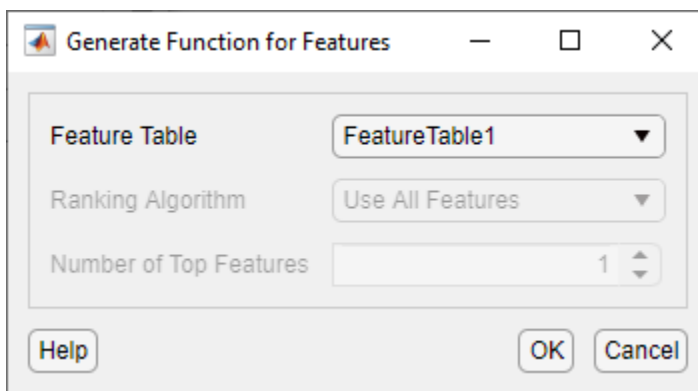 Generate Function for Features
Feature Table FeatureTable1
Ranking Algorithm Use All Features
Number of Top Features 1
Help OK Cancel